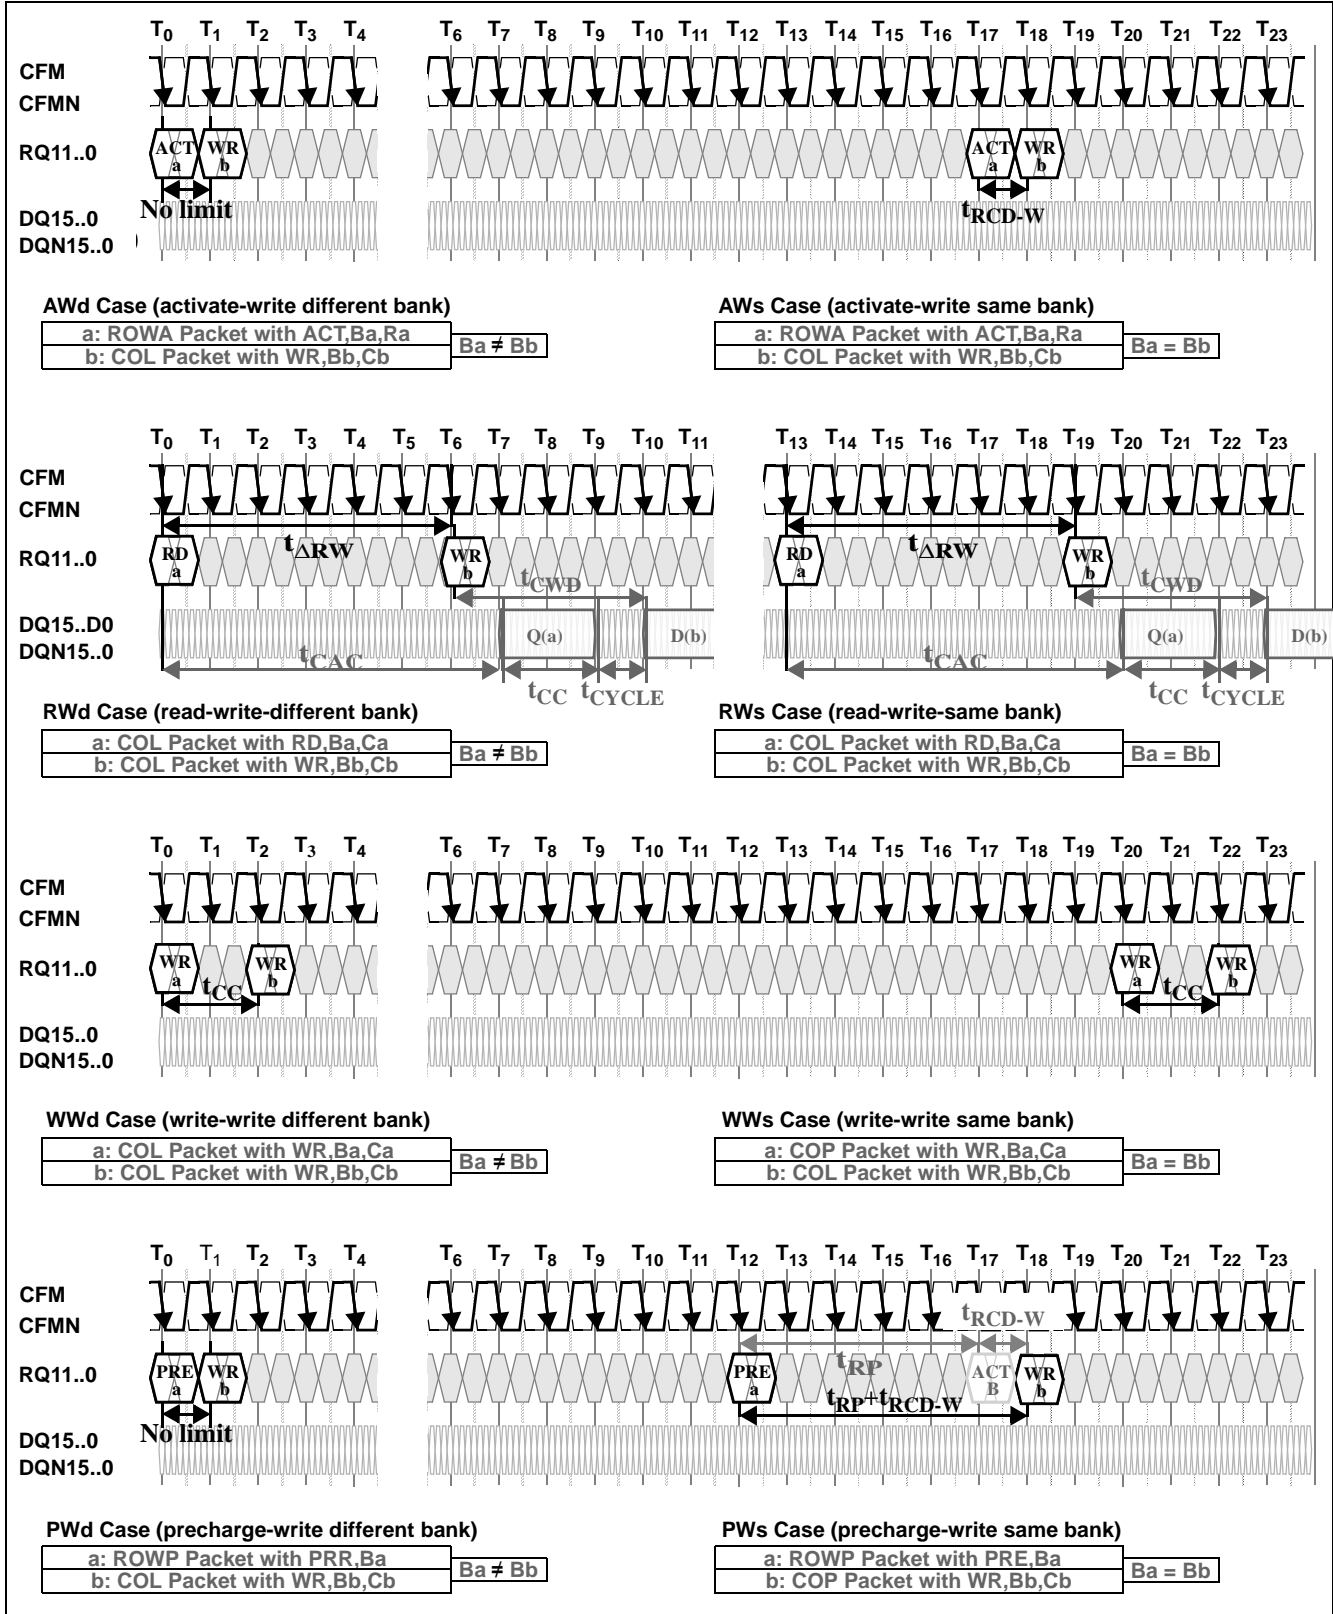 T0 T1 T2 T3 T4 T6 T7 T8 T9 T10 T11 T12 T13 T14 T15 T16 T17 T18 T19 T20 T21 T22 T23
CFM
CFMN
RQ11..0
ACT a WR b ACT a WR b
No limit tRCD-W
DQ15..0
DQN15..0
AWd Case (activate-write different bank) AWs Case (activate-write same bank)
a: ROWA Packet with ACT,Ba,Ra a: ROWA Packet with ACT,Ba,Ra
Ba ≠ Bb Ba = Bb
b: COL Packet with WR,Bb,Cb b: COL Packet with WR,Bb,Cb
T0 T1 T2 T3 T4 T5 T6 T7 T8 T9 T10 T11 T13 T14 T15 T16 T17 T18 T19 T20 T21 T22 T23
CFM
CFMN
tΔRW tΔRW
RQ11..0
RD a WR b RD a WR b
tCWD tCWD
DQ15..D0
DQN15..0
Q(a) D(b) Q(a) D(b)
tCAC tCAC
tCC tCYCLE tCC tCYCLE
RWd Case (read-write-different bank) RWs Case (read-write-same bank)
a: COL Packet with RD,Ba,Ca a: COL Packet with RD,Ba,Ca
Ba ≠ Bb Ba = Bb
b: COL Packet with WR,Bb,Cb b: COL Packet with WR,Bb,Cb
T0 T1 T2 T3 T4 T6 T7 T8 T9 T10 T11 T12 T13 T14 T15 T16 T17 T18 T19 T20 T21 T22 T23
CFM
CFMN
RQ11..0
WR a WR b WR a WR b
tCC tCC
DQ15..0
DQN15..0
WWd Case (write-write different bank) WWs Case (write-write same bank)
a: COL Packet with WR,Ba,Ca a: COP Packet with WR,Ba,Ca
Ba ≠ Bb Ba = Bb
b: COL Packet with WR,Bb,Cb b: COL Packet with WR,Bb,Cb
T0 T1 T2 T3 T4 T6 T7 T8 T9 T10 T11 T12 T13 T14 T15 T16 T17 T18 T19 T20 T21 T22 T23
CFM
CFMN
tRCD-W
RQ11..0
PRE a WR b PRE a tRP ACT B WR b
tRP+tRCD-W
No limit
DQ15..0
DQN15..0
PWd Case (precharge-write different bank) PWs Case (precharge-write same bank)
a: ROWP Packet with PRR,Ba a: ROWP Packet with PRE,Ba
Ba ≠ Bb Ba = Bb
b: COL Packet with WR,Bb,Cb b: COP Packet with WR,Bb,Cb